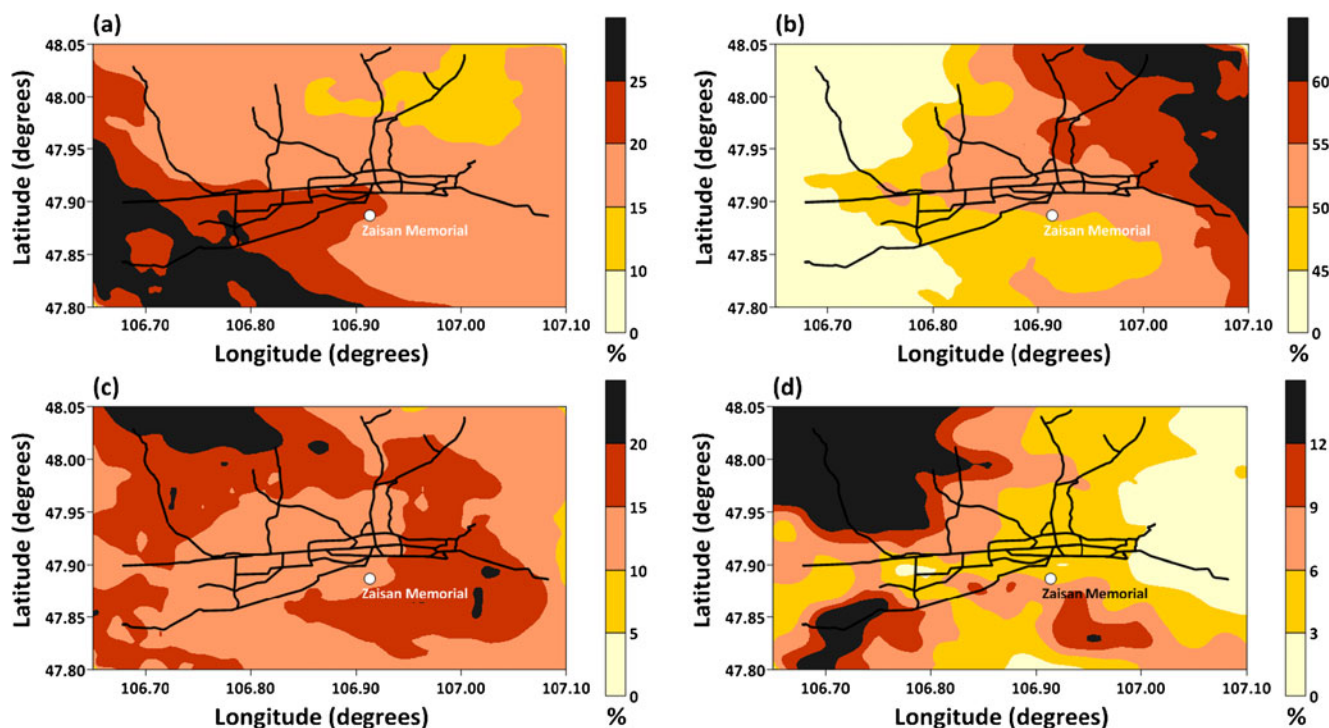 (a)
48.05
48.00
47.95
47.90
47.85
47.80
Latitude (degrees)
106.70 106.80 106.90 107.00 107.10
Longitude (degrees)
Zaisan Memorial
25
20
15
10
0
%
(b)
48.05
48.00
47.95
47.90
47.85
47.80
Latitude (degrees)
106.70 106.80 106.90 107.00 107.10
Longitude (degrees)
Zaisan Memorial
60
55
50
45
0
%
(c)
48.05
48.00
47.95
47.90
47.85
47.80
Latitude (degrees)
106.70 106.80 106.90 107.00 107.10
Longitude (degrees)
Zaisan Memorial
20
15
10
5
0
%
(d)
48.05
48.00
47.95
47.90
47.85
47.80
Latitude (degrees)
106.70 106.80 106.90 107.00 107.10
Longitude (degrees)
Zaisan Memorial
12
9
6
3
0
%